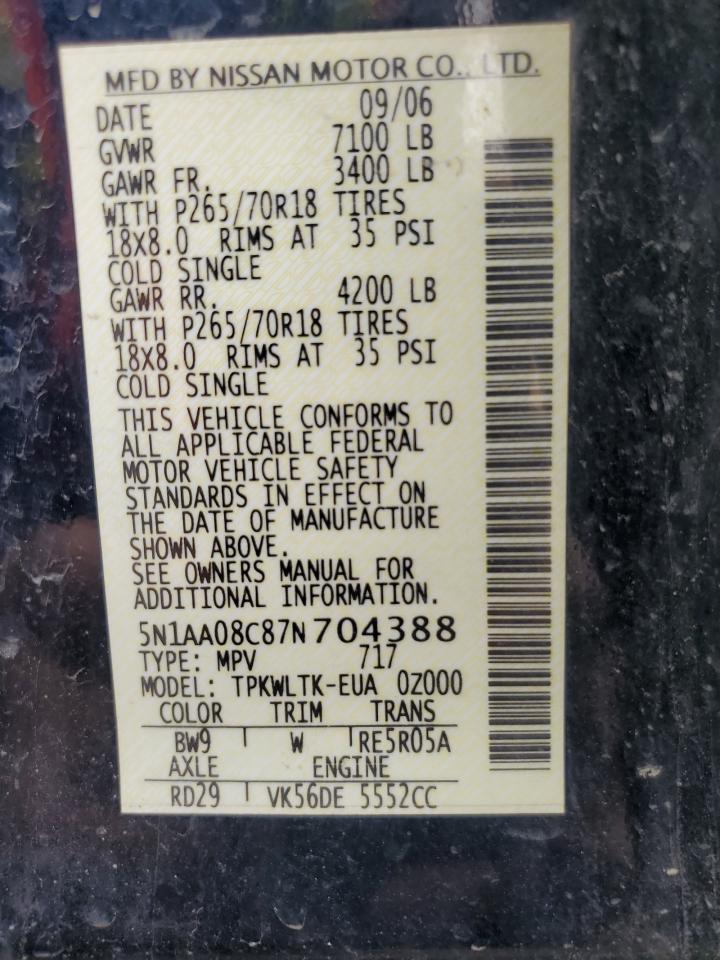 MFD BY NISSAN MOTOR CO., LTD.
DATE 09/06
GVWR 7100 LB
GAWR FR. 3400 LB
WITH P265/70R18 TIRES
18X8.0 RIMS AT 35 PSI
COLD SINGLE
GAWR RR. 4200 LB
WITH P265/70R18 TIRES
18X8.0 RIMS AT 35 PSI
COLD SINGLE
THIS VEHICLE CONFORMS TO
ALL APPLICABLE FEDERAL
MOTOR VEHICLE SAFETY
STANDARDS IN EFFECT ON
THE DATE OF MANUFACTURE
SHOWN ABOVE.
SEE OWNERS MANUAL FOR
ADDITIONAL INFORMATION.
5N1AA08C87N704388
TYPE: MPV 717
MODEL: TPKWLTK-EUA 0Z000
COLOR TRIM TRANS
BW9 W RE5R05A
AXLE ENGINE
RD29 VK56DE 5552CC